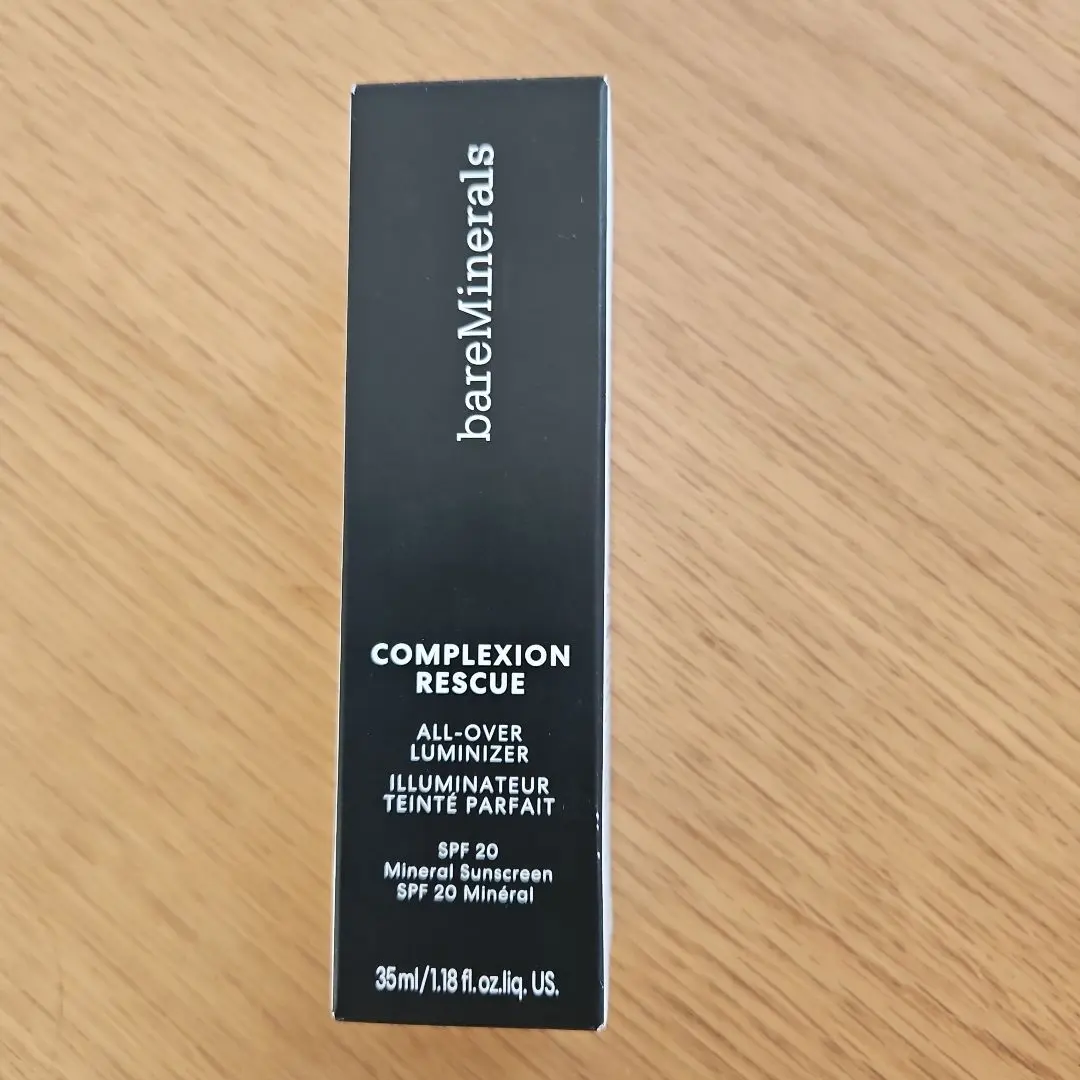 bareMinerals
COMPLEXION
RESCUE
ALL-OVER
LUMINIZER
ILLUMINATEUR
TEINTÉ PARFAIT
SPF 20
Mineral Sunscreen
SPF 20 Minéral
35ml/1.18 fl.oz.liq. US.